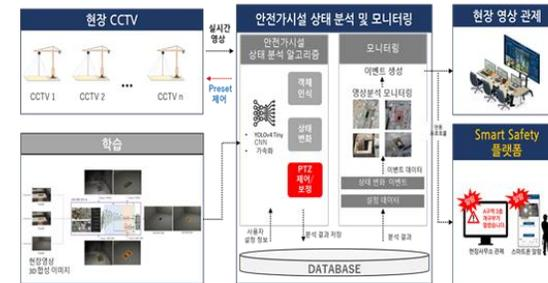 현장 CCTV
CCTV 1
CCTV 2
•••
CCTV n
실시간
영상
Preset
제어
학습
현장영상
3D합성 이미지
안전가시설 상태 분석 및 모니터링
안전가시설
상태 분석 알고리즘
• YOLOv4 Tiny
CNN
• 가속화
객체
인식
상태
변화
PTZ
제어/
보정
모니터링
이벤트 생성
영상분석 모니터링
이벤트 데이터
상태 변화 이벤트
설정 데이터
사용자
설정 정보
분석 결과 저장
분석 결과
DATABASE
현장 영상 관제
Smart Safety
플랫폼
현장사무소 관제
스마트폰 알람